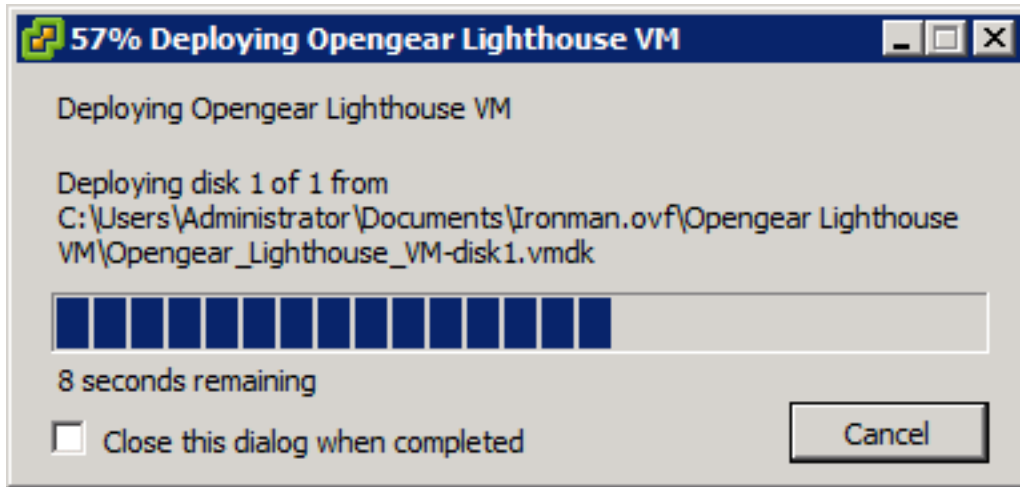 57% Deploying Opengear Lighthouse VM
Deploying Opengear Lighthouse VM
Deploying disk 1 of 1 from
C:\Users\Administrator\Documents\Ironman.ovf\Opengear Lighthouse
VM\Opengear_Lighthouse_VM-disk1.vmdk
8 seconds remaining
Close this dialog when completed
Cancel